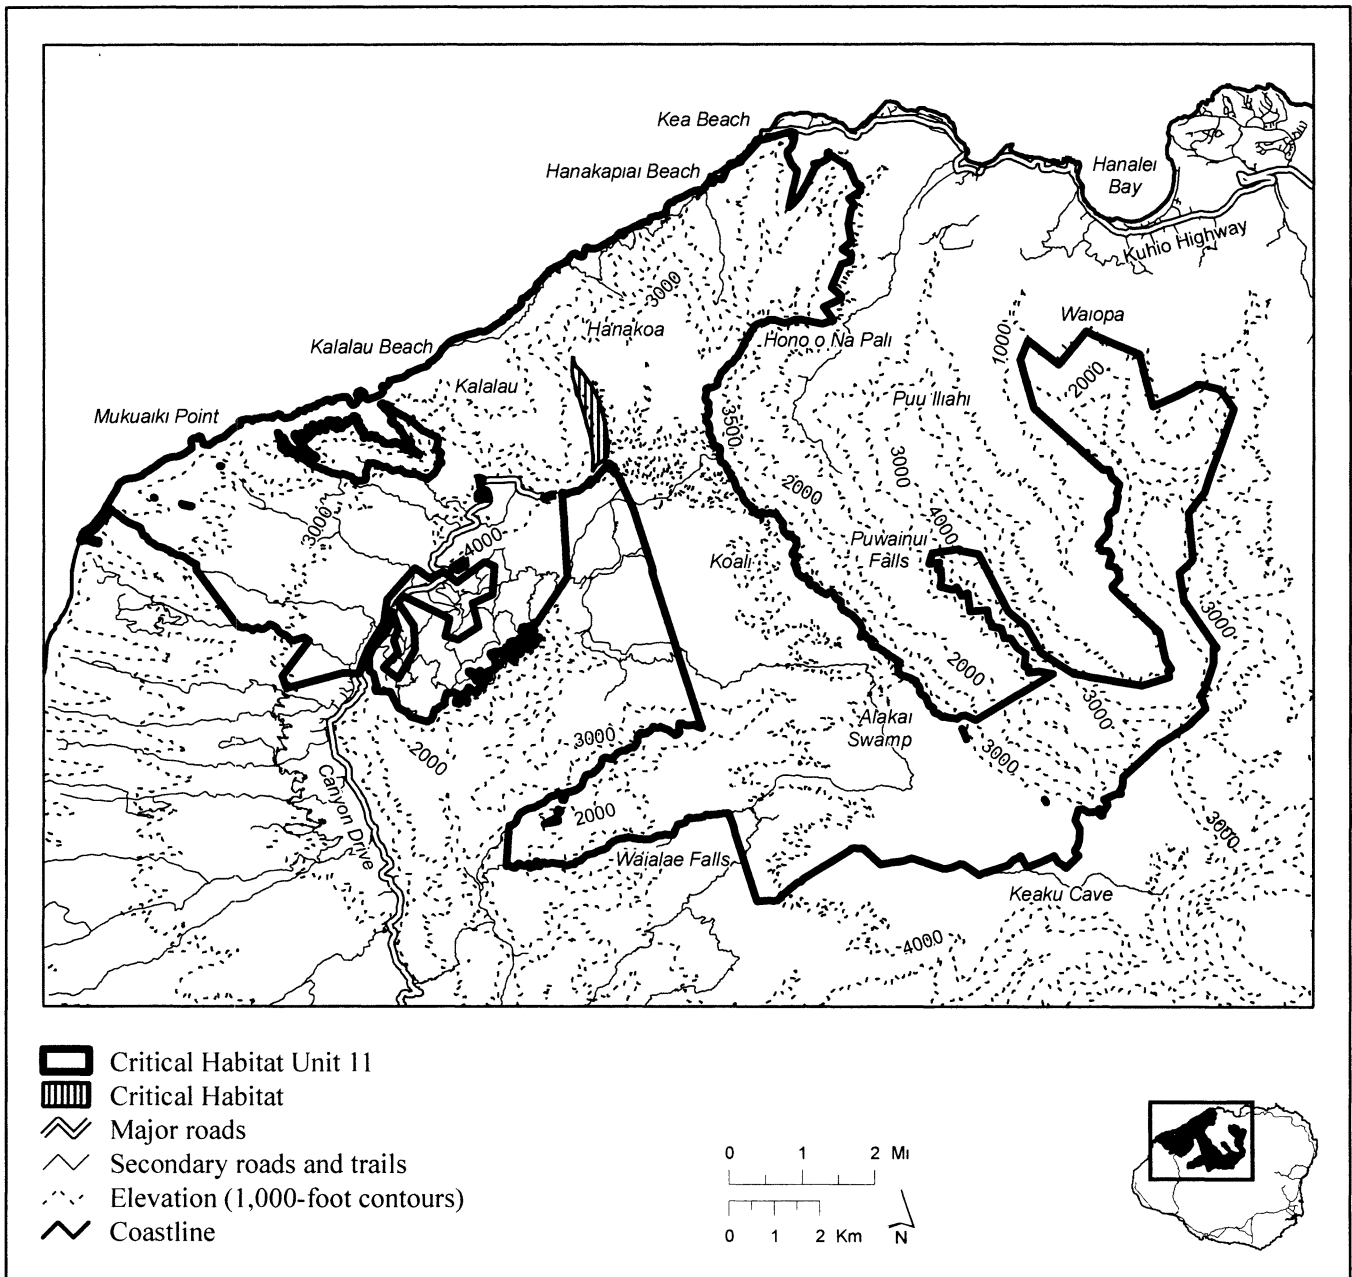 Kea Beach
Hanakapiai Beach
Hanalei
Bay
Kuhio Highway
3000
Hanakoa
Waiopa
1000
Hono o Na Pali
Kalalau Beach
Kalalau
2000
Puu Iliahi
Mukuaiki Point
3500
3000
2000
3000
4000
4000
Puwainui
Falls
Koali
3000
2000
3000
Alakai
Swamp
3000
3000
2000
Canyon Drive
2000
3000
Waialae Falls
Keaku Cave
4000
Critical Habitat Unit 11
Critical Habitat
Major roads
Secondary roads and trails
Elevation (1,000-foot contours)
Coastline
0 1 2 Mi
0 1 2 Km
N